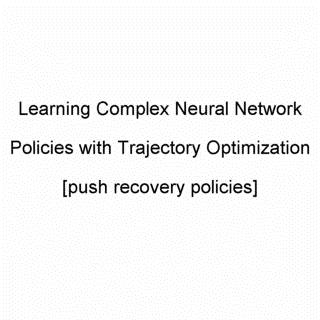 Learning Complex Neural Network
Policies with Trajectory Optimization
[push recovery policies]